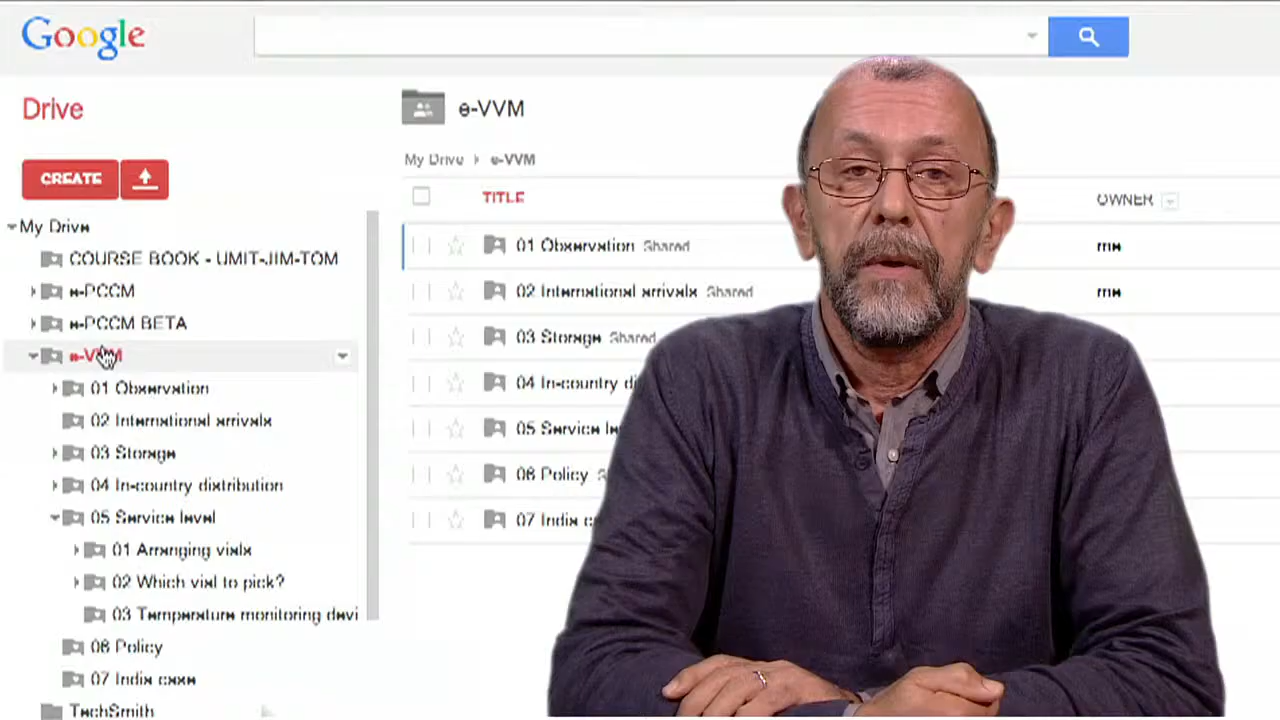 Google
Drive
CREATE
My Drive
COURSE BOOK - UMIT-JIM-TOM
e-PCCM
e-PCCM BETA
e-VVM
01 Observation
02 International arrivals
03 Storage
04 In-country distribution
05 Service level
01 Arranging vials
02 Which vial to pick?
03 Temperature monitoring devi
06 Policy
07 India case
TechSmith
e-VVM
My Drive e-VVM
TITLE OWNER
01 Observation Shared me
02 International arrivals Shared me
03 Storage Shared
04 In-country di
05 Service le
06 Policy S
07 India c